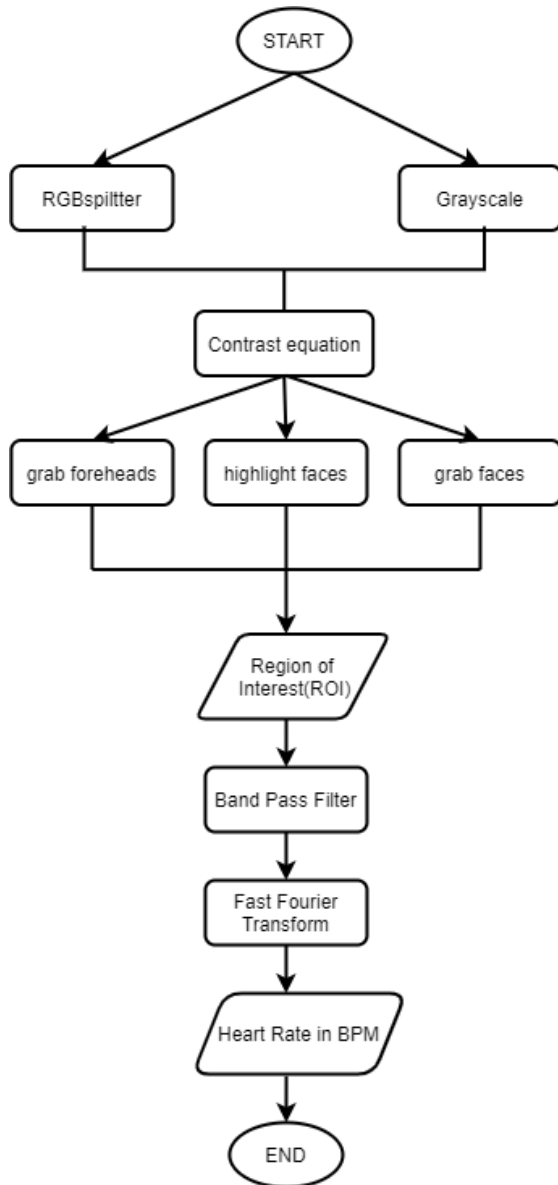 START
RGBspiltter
Grayscale
Contrast equation
grab foreheads
highlight faces
grab faces
Region of
Interest(ROI)
Band Pass Filter
Fast Fourier
Transform
Heart Rate in BPM
END